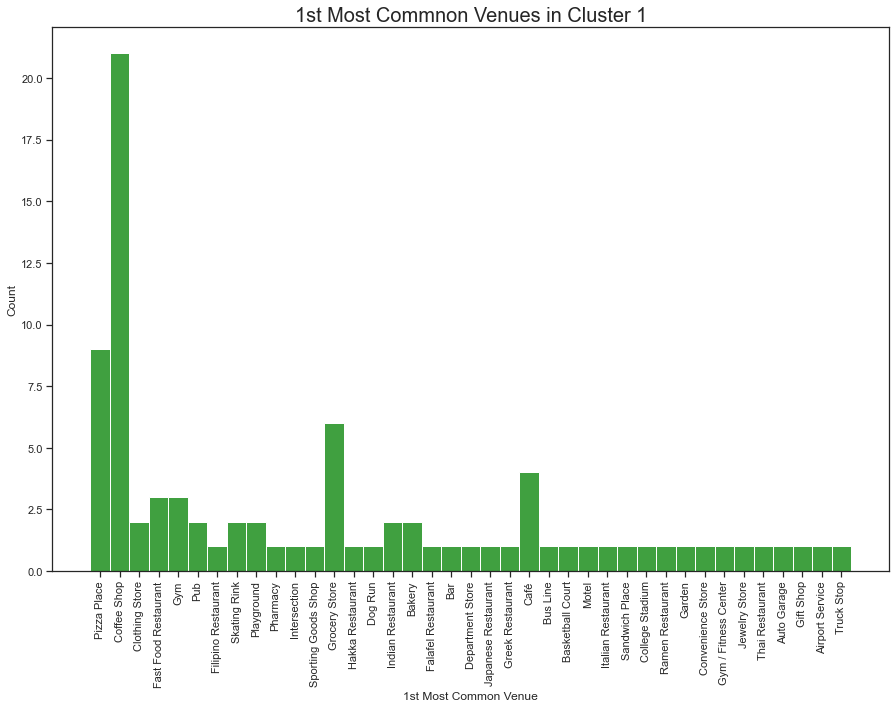 1st Most Commnon Venues in Cluster 1
20.0
17.5
15.0
12.5
10.0
7.5
5.0
2.5
0.0
Count
Pizza Place
Coffee Shop
Clothing Store
Fast Food Restaurant
Gym
Pub
Filipino Restaurant
Skating Rink
Playground
Pharmacy
Intersection
Sporting Goods Shop
Grocery Store
Hakka Restaurant
Dog Run
Indian Restaurant
Bakery
Falafel Restaurant
Bar
Department Store
Japanese Restaurant
Greek Restaurant
Café
Bus Line
Basketball Court
Motel
Italian Restaurant
Sandwich Place
College Stadium
Ramen Restaurant
Garden
Convenience Store
Gym / Fitness Center
Jewelry Store
Thai Restaurant
Auto Garage
Gift Shop
Airport Service
Truck Stop
1st Most Common Venue